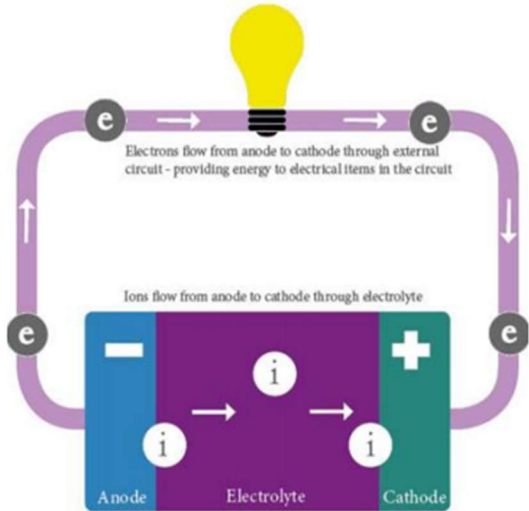 e
e
Electrons flow from anode to cathode through external
circuit - providing energy to electrical items in the circuit
Ions flow from anode to cathode through electrolyte
e
e
i
i
i
Anode
Electrolyte
Cathode